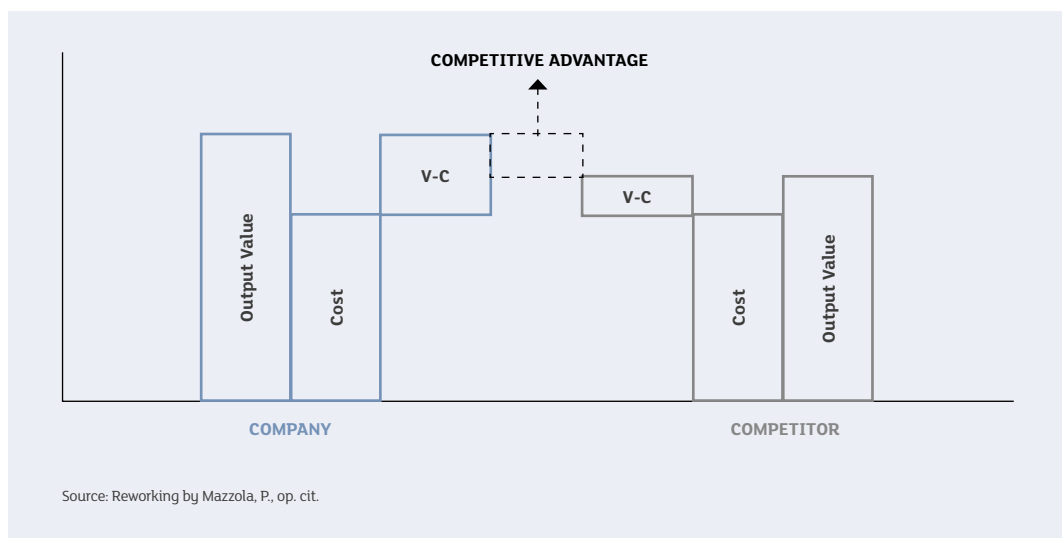 COMPETITIVE ADVANTAGE
V-C
V-C
Output Value
Cost
Cost
Output Value
COMPANY
COMPETITOR
Source: Reworking by Mazzola, P., op. cit.